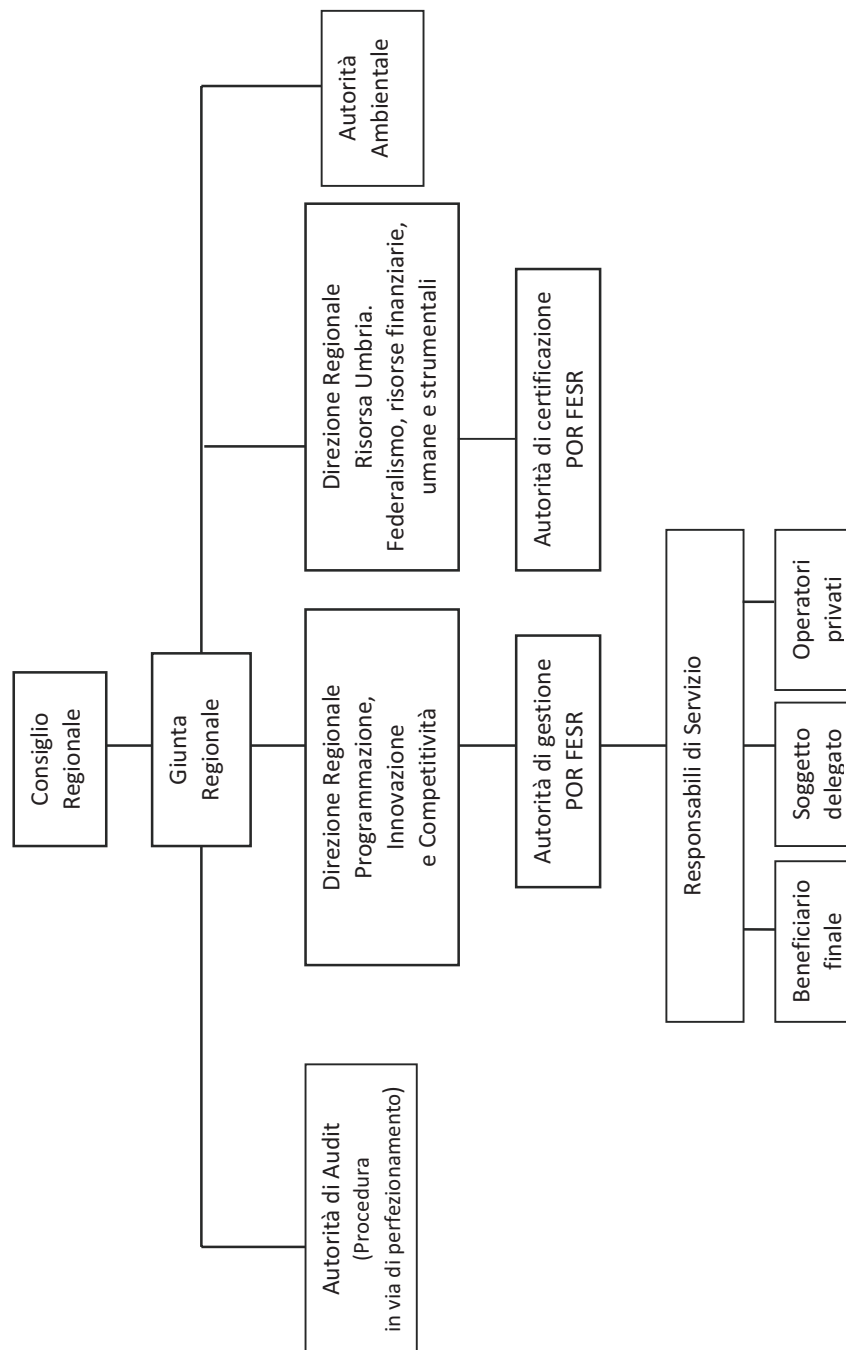 Consiglio
Regionale
Giunta
Regionale
Autorità di Audit
(Procedura
in via di perfezionamento)
Direzione Regionale
Programmazione,
Innovazione
e Competitività
Direzione Regionale
Risorsa Umbria.
Federalismo, risorse finanziarie,
umane e strumentali
Autorità
Ambientale
Autorità di gestione
POR FESR
Autorità di certificazione
POR FESR
Responsabili di Servizio
Beneficiario
finale
Soggetto
delegato
Operatori
privati